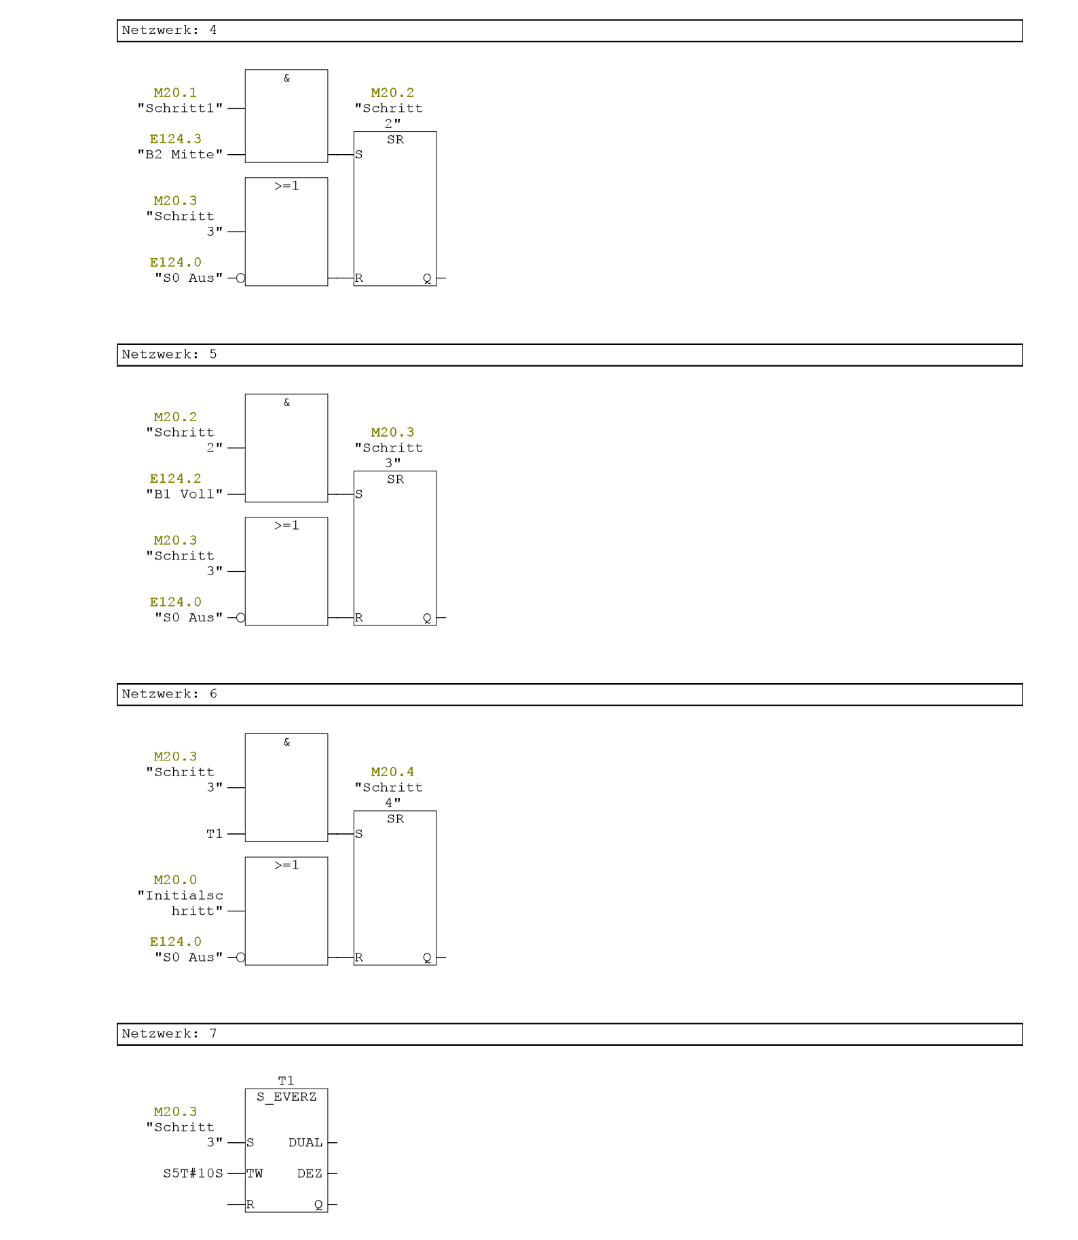 Netzwerk: 4
&
M20.1
"Schritt1"
M20.2
"Schritt
2"
SR
E124.3
"B2 Mitte"
S
>=1
M20.3
"Schritt
3"
E124.0
"S0 Aus"
R
Q
Netzwerk: 5
&
M20.2
"Schritt
2"
M20.3
"Schritt
3"
SR
E124.2
"B1 Voll"
S
>=1
M20.3
"Schritt
3"
E124.0
"S0 Aus"
R
Q
Netzwerk: 6
&
M20.3
"Schritt
3"
M20.4
"Schritt
4"
SR
T1
S
>=1
M20.0
"Initialsc
hritt"
E124.0
"S0 Aus"
R
Q
Netzwerk: 7
T1
S_EVERZ
M20.3
"Schritt
3"
S DUAL
S5T#10S TW DEZ
R Q